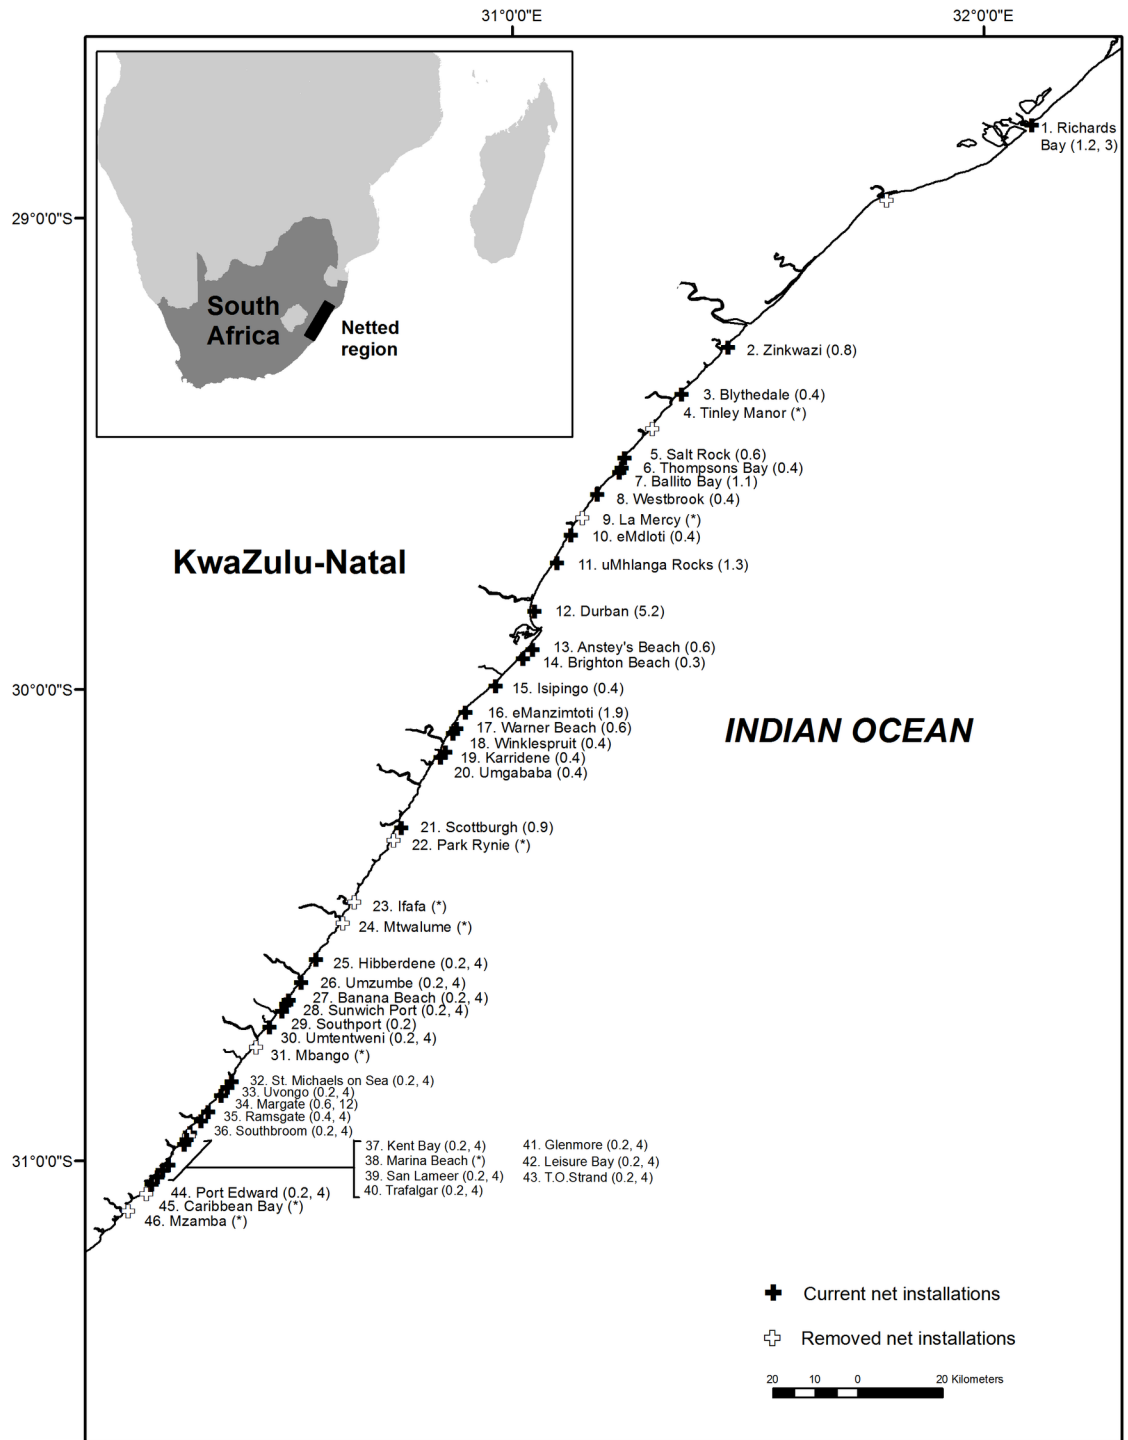 31°0'0"E
32°0'0"E
1. Richards
Bay (1.2, 3)
29°0'0"S
South
Africa
Netted
region
2. Zinkwazi (0.8)
3. Blythedale (0.4)
4. Tinley Manor (*)
5. Salt Rock (0.6)
6. Thompsons Bay (0.4)
7. Ballito Bay (1.1)
8. Westbrook (0.4)
9. La Mercy (*)
10. eMdloti (0.4)
KwaZulu-Natal
11. uMhlanga Rocks (1.3)
12. Durban (5.2)
13. Anstey's Beach (0.6)
14. Brighton Beach (0.3)
30°0'0"S
15. Isipingo (0.4)
16. eManzimtoti (1.9)
17. Warner Beach (0.6)
INDIAN OCEAN
18. Winklespruit (0.4)
19. Karridene (0.4)
20. Umgababa (0.4)
21. Scottburgh (0.9)
22. Park Rynie (*)
23. Ifafa (*)
24. Mtwalume (*)
25. Hibberdene (0.2, 4)
26. Umzumbe (0.2, 4)
27. Banana Beach (0.2, 4)
28. Sunwich Port (0.2, 4)
29. Southport (0.2)
30. Umtentweni (0.2, 4)
31. Mbango (*)
32. St. Michaels on Sea (0.2, 4)
33. Uvongo (0.2, 4)
34. Margate (0.6, 12)
35. Ramsgate (0.4, 4)
36. Southbroom (0.2, 4)
31°0'0"S
37. Kent Bay (0.2, 4)
38. Marina Beach (*)
39. San Lameer (0.2, 4)
40. Trafalgar (0.2, 4)
41. Glenmore (0.2, 4)
42. Leisure Bay (0.2, 4)
43. T.O.Strand (0.2, 4)
44. Port Edward (0.2, 4)
45. Caribbean Bay (*)
46. Mzamba (*)
Current net installations
Removed net installations
20 10 0 20 Kilometers